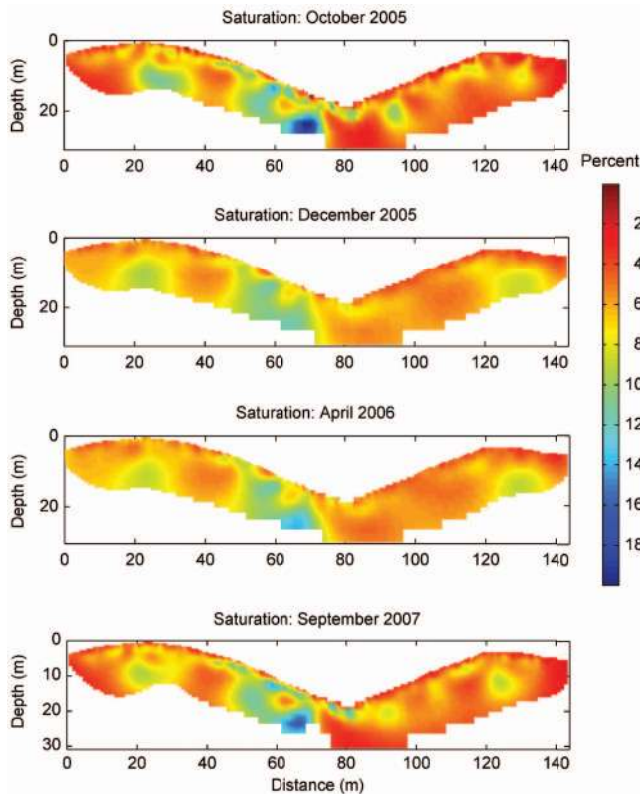 Saturation: October 2005
0
20
Depth (m)
0 20 40 60 80 100 120 140
Percent
2
4
6
8
10
12
14
16
18
Saturation: December 2005
0
20
Depth (m)
0 20 40 60 80 100 120 140
Saturation: April 2006
0
20
Depth (m)
0 20 40 60 80 100 120 140
Saturation: September 2007
0
10
20
30
Depth (m)
0 20 40 60 80 100 120 140
Distance (m)